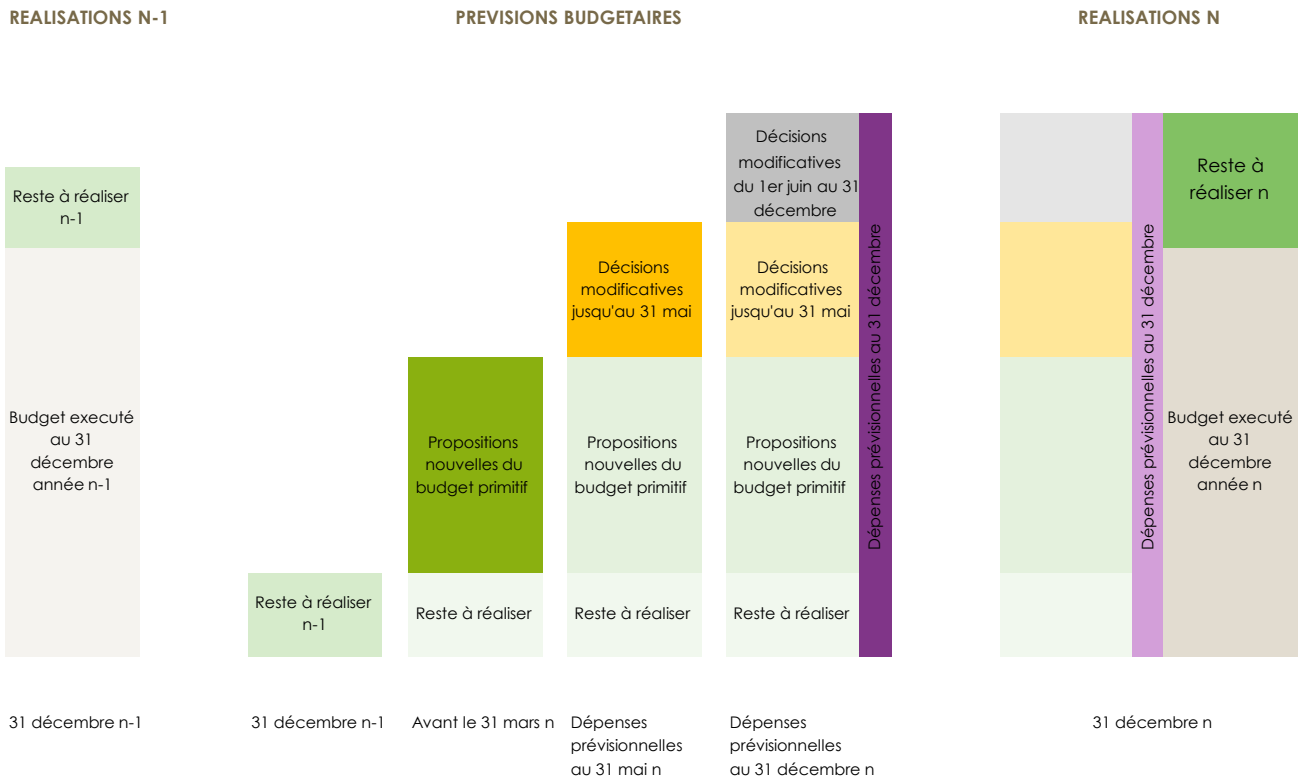 REALISATIONS N-1
PREVISIONS BUDGETAIRES
REALISATIONS N
Reste à réaliser
n-1
Budget executé
au 31
décembre
année n-1
31 décembre n-1
Reste à réaliser
n-1
31 décembre n-1
Propositions
nouvelles du
budget primitif
Reste à réaliser
Avant le 31 mars n
Décisions
modificatives
jusqu'au 31 mai
Propositions
nouvelles du
budget primitif
Reste à réaliser
Dépenses
prévisionnelles
au 31 mai n
Décisions
modificatives
du 1er juin au 31
décembre
Décisions
modificatives
jusqu'au 31 mai
Propositions
nouvelles du
budget primitif
Reste à réaliser
Dépenses prévisionnelles au 31 décembre
Dépenses
prévisionnelles
au 31 décembre n
Dépenses prévisionnelles au 31 décembre
Reste à
réaliser n
Budget executé
au 31
décembre
année n
31 décembre n